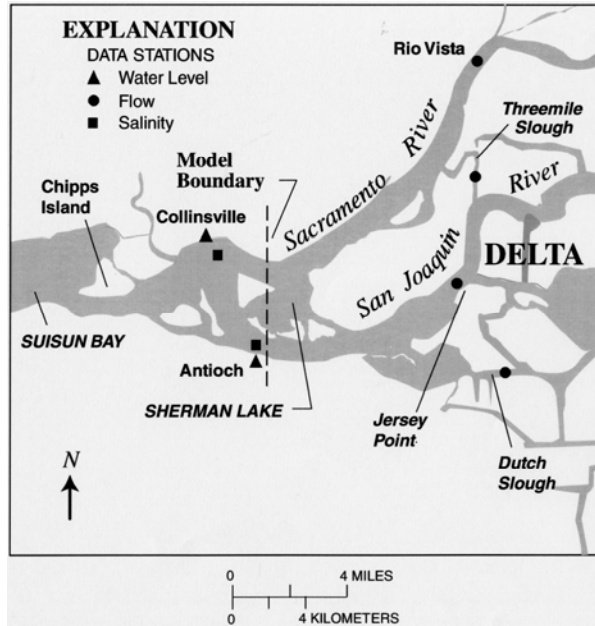 EXPLANATION
DATA STATIONS
Water Level
Flow
Salinity
Rio Vista
Threemile
Slough
River
Sacramento
River
Model
Boundary
Chipps
Island
Collinsville
San Joaquin
DELTA
SUISUN BAY
Antioch
SHERMAN LAKE
Jersey
Point
Dutch
Slough
N
0 4 MILES
0 4 KILOMETERS